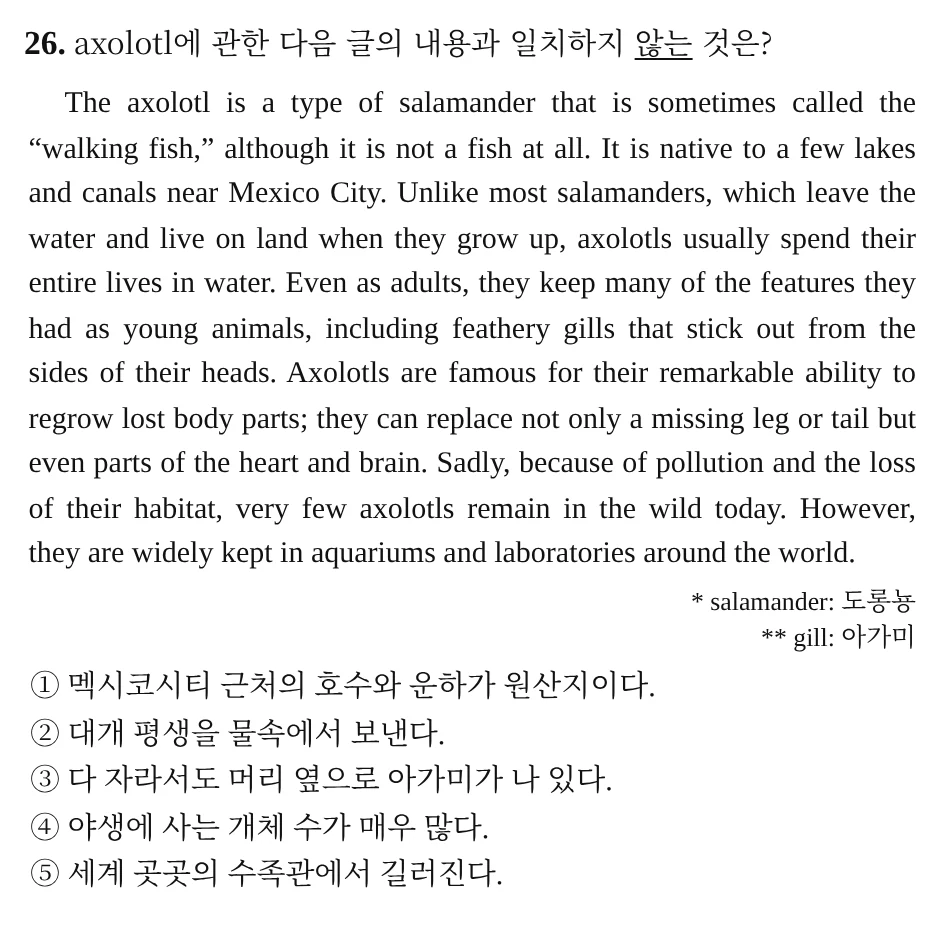 26. axolotl에 관한 다음 글의 내용과 일치하지 않는 것은?
The axolotl is a type of salamander that is sometimes called the
“walking fish,” although it is not a fish at all. It is native to a few lakes
and canals near Mexico City. Unlike most salamanders, which leave the
water and live on land when they grow up, axolotls usually spend their
entire lives in water. Even as adults, they keep many of the features they
had as young animals, including feathery gills that stick out from the
sides of their heads. Axolotls are famous for their remarkable ability to
regrow lost body parts; they can replace not only a missing leg or tail but
even parts of the heart and brain. Sadly, because of pollution and the loss
of their habitat, very few axolotls remain in the wild today. However,
they are widely kept in aquariums and laboratories around the world.
* salamander: 도롱뇽
** gill: 아가미
① 멕시코시티 근처의 호수와 운하가 원산지이다.
② 대개 평생을 물속에서 보낸다.
③ 다 자라서도 머리 옆으로 아가미가 나 있다.
④ 야생에 사는 개체 수가 매우 많다.
⑤ 세계 곳곳의 수족관에서 길러진다.